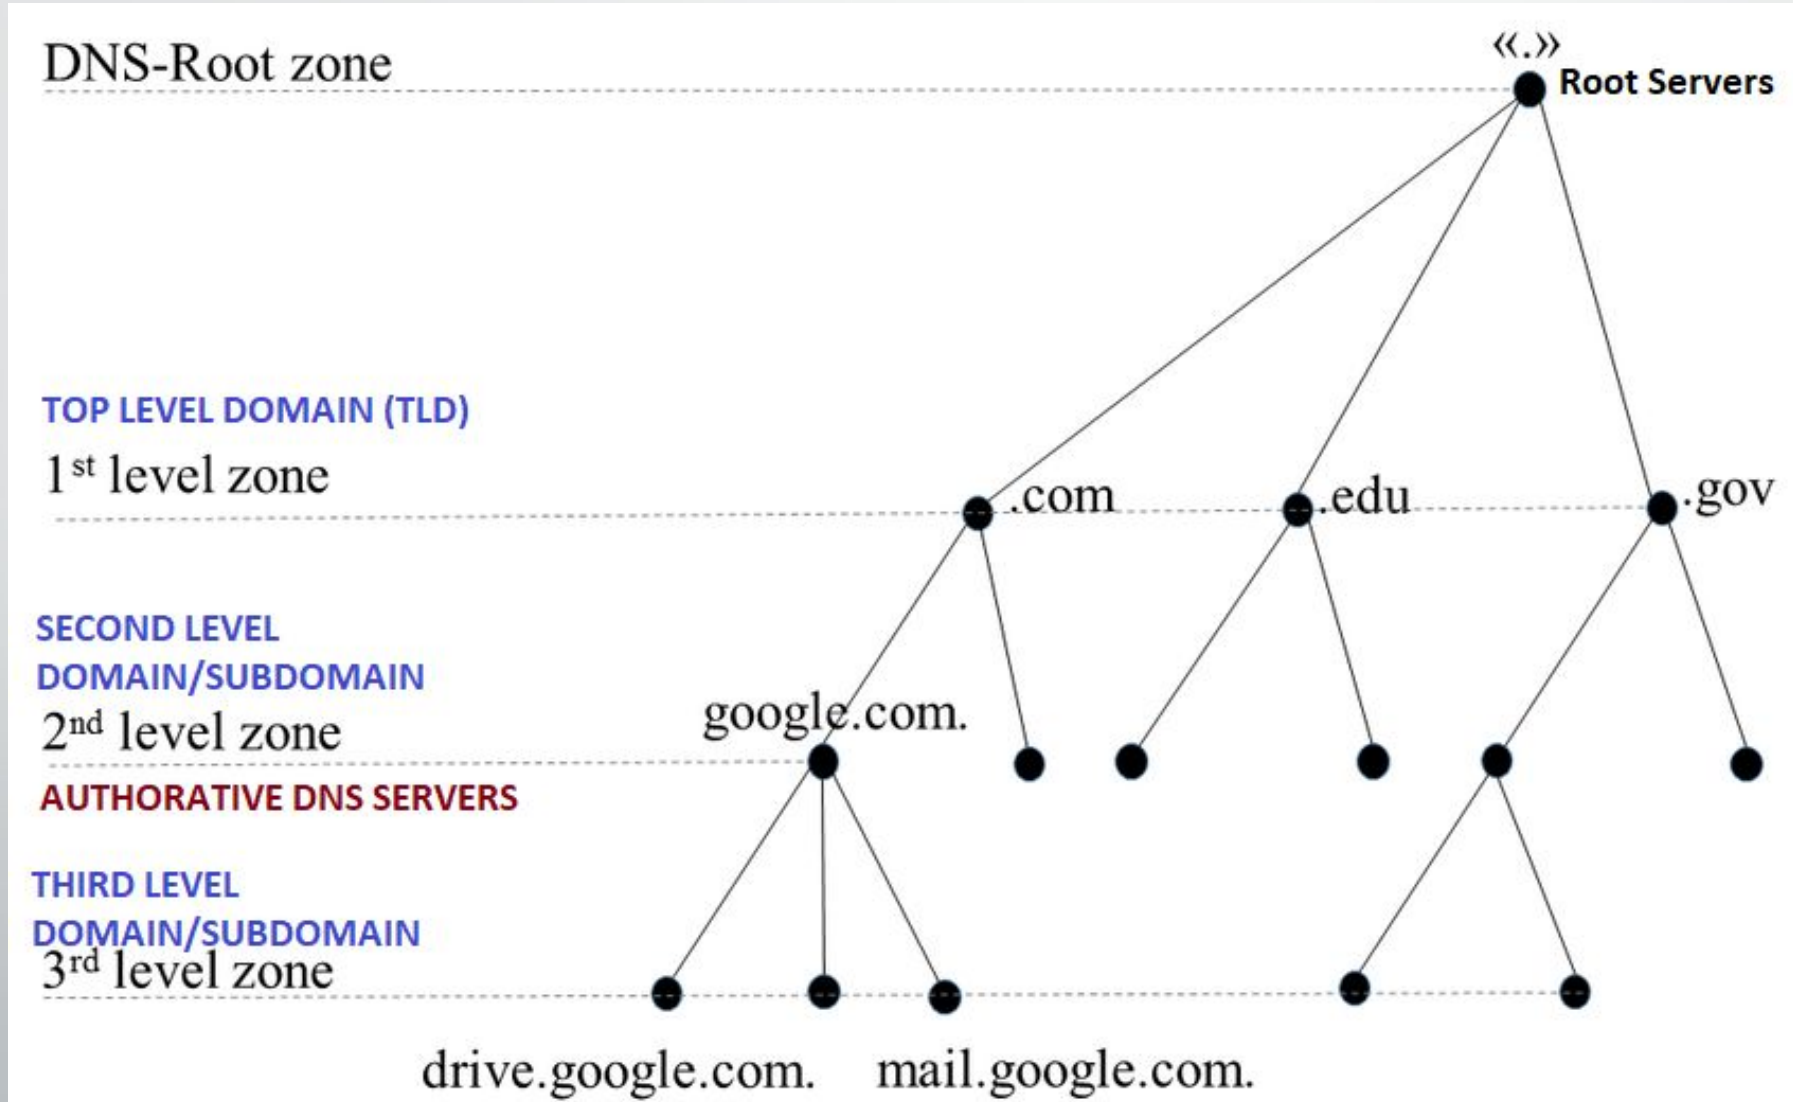 DNS-Root zone
«.»
Root Servers
TOP LEVEL DOMAIN (TLD)
1st level zone
.com
.edu
.gov
SECOND LEVEL
DOMAIN/SUBDOMAIN
2nd level zone
google.com.
AUTHORATIVE DNS SERVERS
THIRD LEVEL
DOMAIN/SUBDOMAIN
3rd level zone
drive.google.com.
mail.google.com.